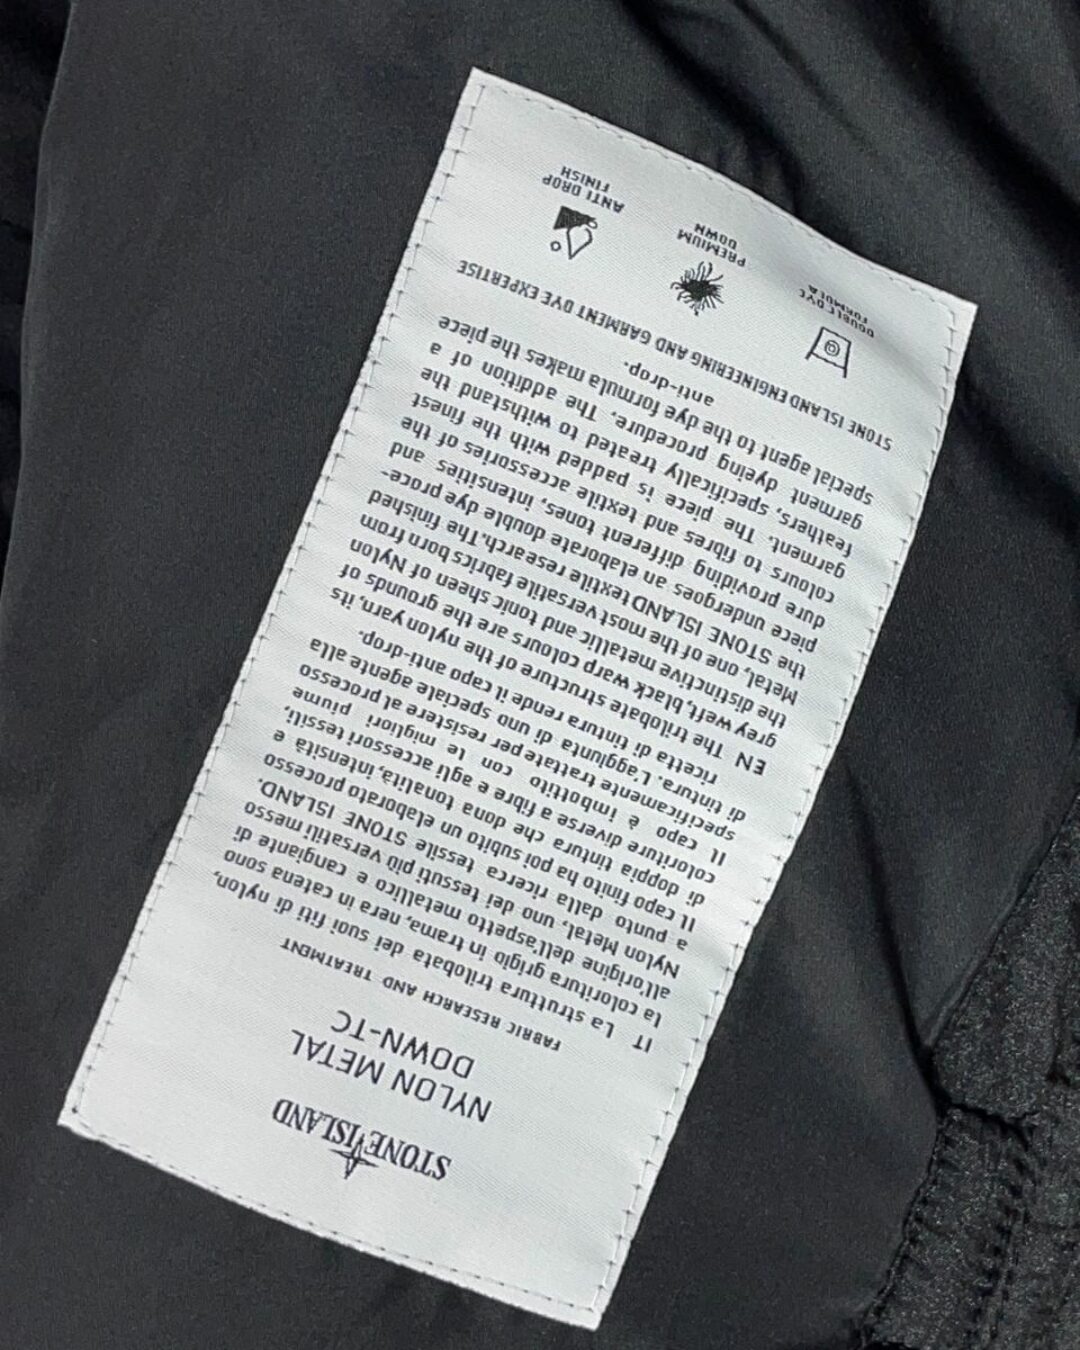 STONE ISLAND
NYLON METAL
DOWN-TC
FABRIC RESEARCH AND TREATMENT
IT La struttura trilobata dei suoi fiti di nylon,
la coloritura grigio in trama, nera in catena sono
all'origine dell'aspetto metallico e cangiante di
Nylon Metal, uno dei tessuti più versatili messo
a punto dalla ricerca tessile STONE ISLAND.
IL capo finito ha poi subito un elaborato processo
di doppia tintura che dona tonalità, intensità e
coloriture diverse a fibre e agli accessori tessili,
IL capo è imbottito con le migliori piume
specificamente trattate per resistere al processo
di tintura. L'aggiunta di uno speciale agente alla
ricetta di tintura rende il capo anti-drop.
EN The trilobate structure of the nylon yarn, its
grey weft, black warp colours are the grounds of
the distinctive metallic and tonic sheen of Nylon
Metal, one of the most versatile fabrics born from
the STONE ISLAND textile research. The finished
piece undergoes an elaborate double dye proce-
dure providing different tones, intensities and
colours to fibres and textile accessories of the
garment. The piece is padded with the finest
feathers, specifically treated to withstand the
garment dyeing procedure. The addition of a
special agent to the dye formula makes the piece
anti-drop.
STONE ISLAND ENGINEERING AND GARMENT DYE EXPERTISE
DOUBLE DYE
FORMULA
PREMIUM
DOWN
ANTI DROP
FINISH